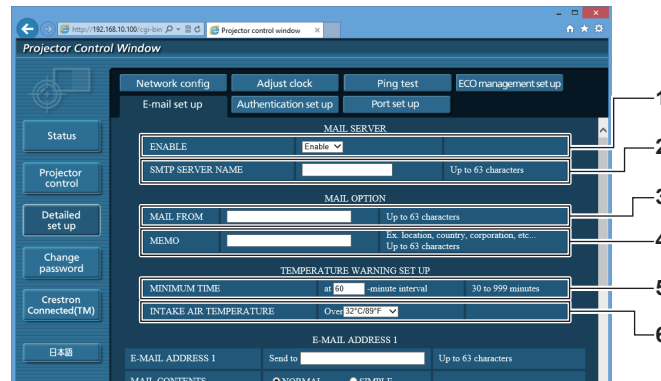 http://192.168.10.100/cgi-bin
Projector control window
Projector Control Window
Network config Adjust clock Ping test ECO management set up
E-mail set up Authentication set up Port set up
Status
Projector control
Detailed set up
Change password
Crestron Connected(TM)
日本語
MAIL SERVER
ENABLE Enable
SMTP SERVER NAME Up to 63 characters
MAIL OPTION
MAIL FROM Up to 63 characters
MEMO Ex. location, country, corporation, etc...
Up to 63 characters
TEMPERATURE WARNING SET UP
MINIMUM TIME at 60 -minute interval 30 to 999 minutes
INTAKE AIR TEMPERATURE Over 32°C/89°F
E-MAIL ADDRESS 1
E-MAIL ADDRESS 1 Send to Up to 63 characters
MAIL CONTENTS NORMAL SIMPLE
1
2
3
4
5
6